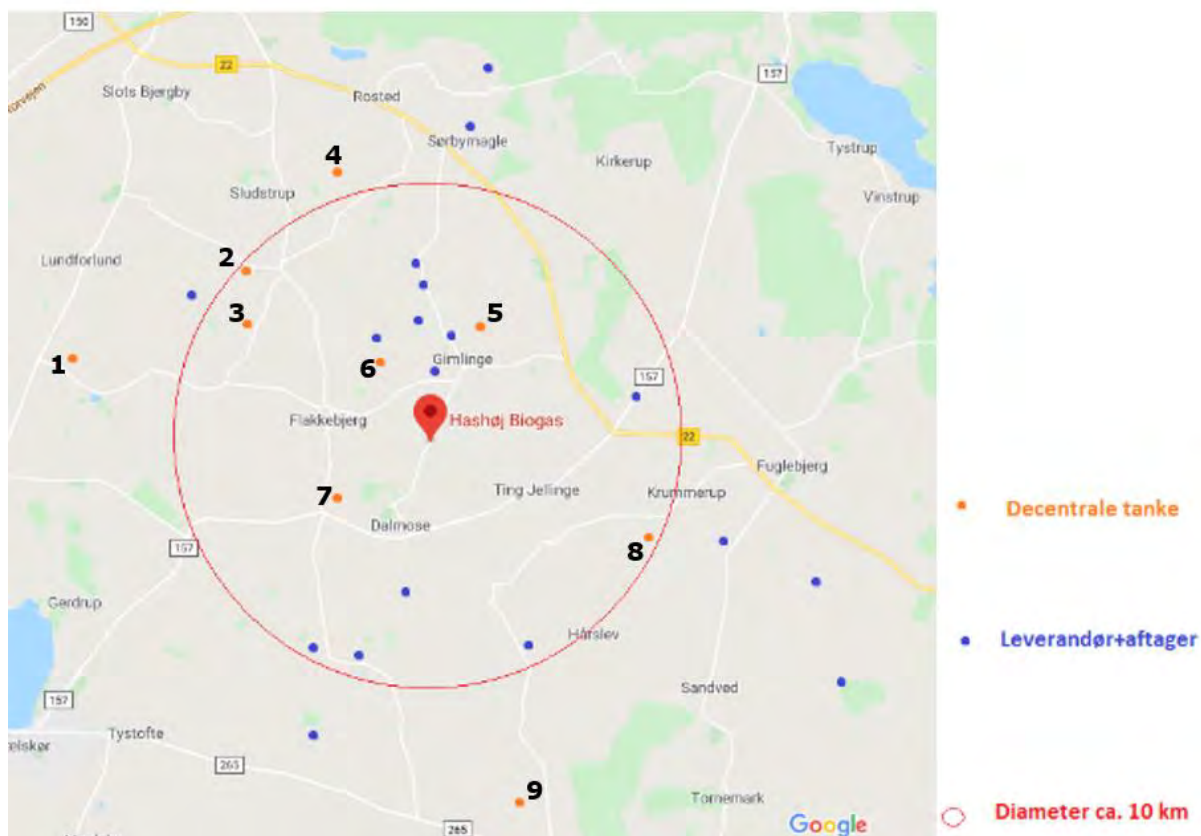 150
22
157
Slots Bjergby
Rosted
Sørbymagle
Kirkerup
Tystrup
4
Sludstrup
Vinstrup
2
Lundforlund
3
5
1
6
Gimlinge
157
Flakkebjerg
Hashøj Biogas
22
Fuglebjerg
7
Ting Jellinge
Krummerup
Dalmose
8
157
Gerdrup
Hårslev
Sandved
157
Tystofte
elskør
265
9
Tornemark
265
Google
Decentrale tanke
Leverandør+aftager
Diameter ca. 10 km